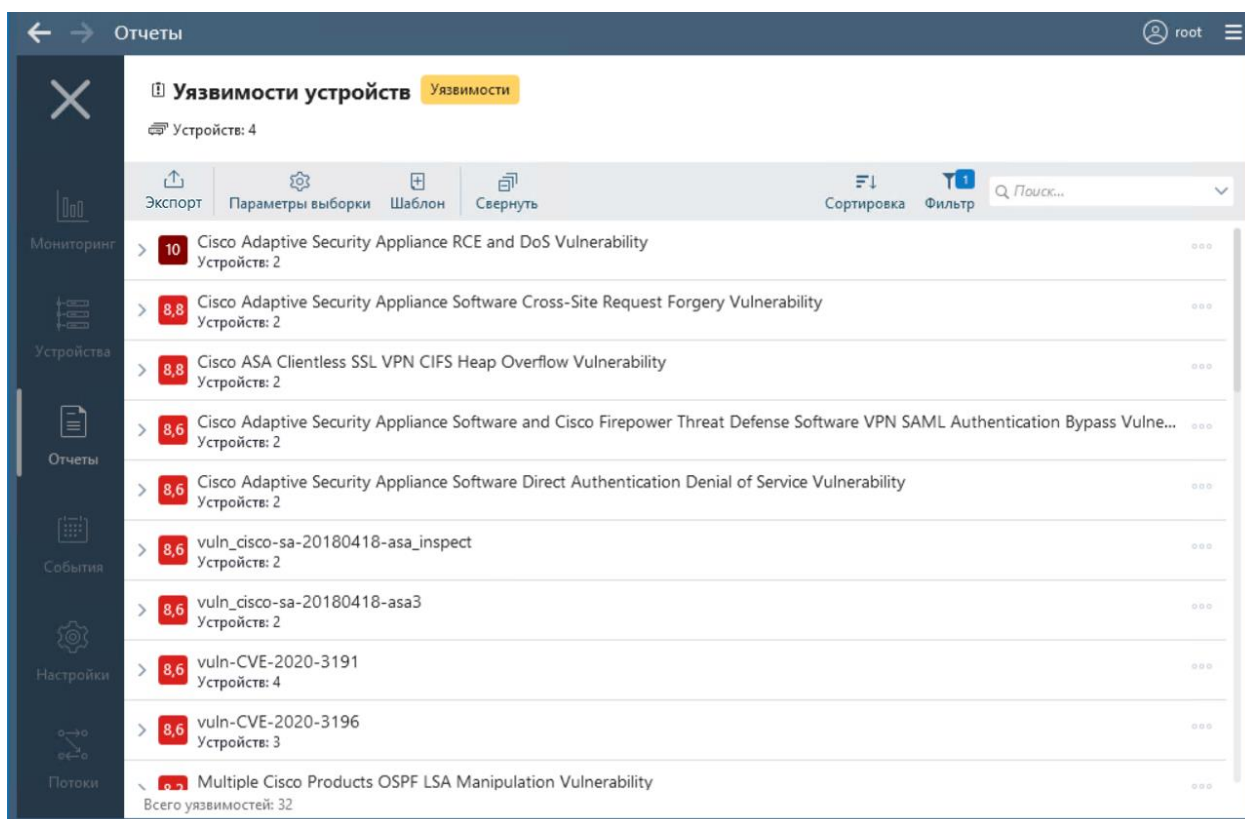 Отчеты
root
Уязвимости устройств Уязвимости
Устройств: 4
Экспорт Параметры выборки Шаблон Свернуть Сортировка Фильтр 1 Поиск...
Мониторинг
Устройства
Отчеты
События
Настройки
Потоки
10 Cisco Adaptive Security Appliance RCE and DoS Vulnerability
Устройств: 2
8,8 Cisco Adaptive Security Appliance Software Cross-Site Request Forgery Vulnerability
Устройств: 2
8,8 Cisco ASA Clientless SSL VPN CIFS Heap Overflow Vulnerability
Устройств: 2
8,6 Cisco Adaptive Security Appliance Software and Cisco Firepower Threat Defense Software VPN SAML Authentication Bypass Vulne...
Устройств: 2
8,6 Cisco Adaptive Security Appliance Software Direct Authentication Denial of Service Vulnerability
Устройств: 2
8,6 vuln_cisco-sa-20180418-asa_inspect
Устройств: 2
8,6 vuln_cisco-sa-20180418-asa3
Устройств: 2
8,6 vuln-CVE-2020-3191
Устройств: 4
8,6 vuln-CVE-2020-3196
Устройств: 3
Multiple Cisco Products OSPF LSA Manipulation Vulnerability
Всего уязвимостей: 32